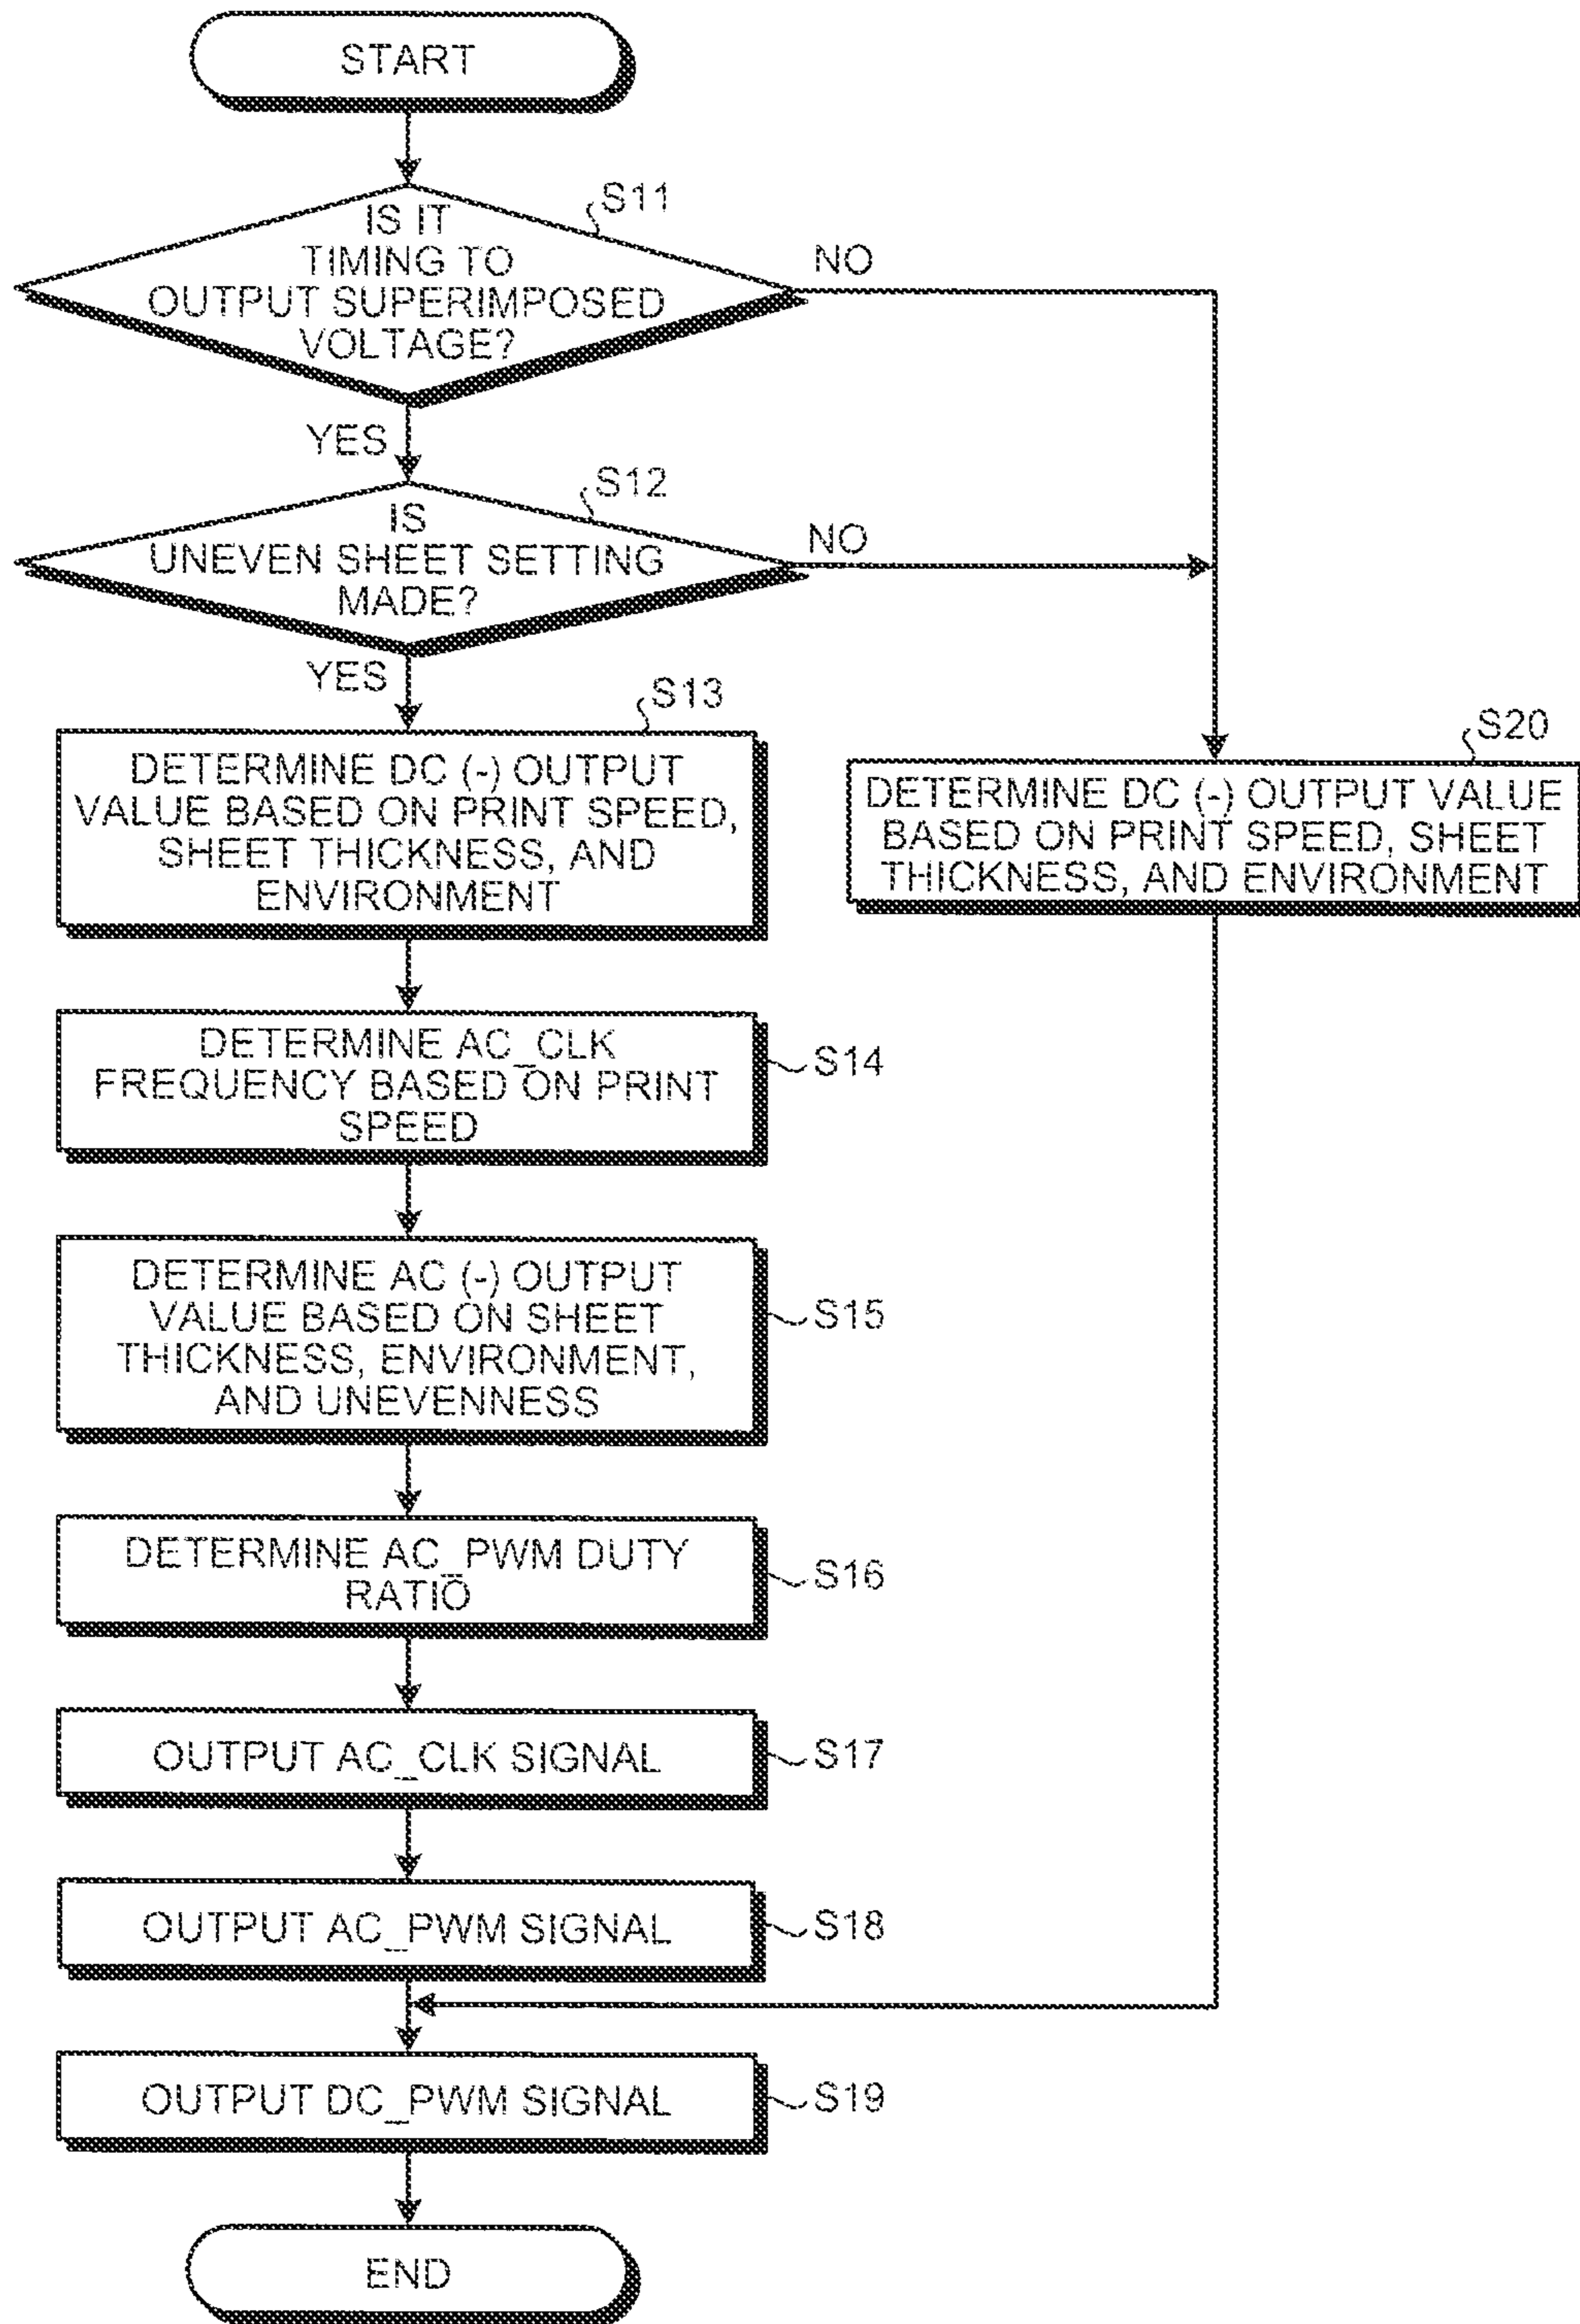 START
S11
IS IT
TIMING TO
OUTPUT SUPERIMPOSED
VOLTAGE?
NO
YES
S12
IS
UNEVEN SHEET SETTING
MADE?
NO
YES
S13
DETERMINE DC (-) OUTPUT
VALUE BASED ON PRINT SPEED,
SHEET THICKNESS, AND
ENVIRONMENT
S20
DETERMINE DC (-) OUTPUT VALUE
BASED ON PRINT SPEED, SHEET
THICKNESS, AND ENVIRONMENT
DETERMINE AC_CLK
FREQUENCY BASED ON PRINT
SPEED
S14
DETERMINE AC (-) OUTPUT
VALUE BASED ON SHEET
THICKNESS, ENVIRONMENT,
AND UNEVENNESS
S15
DETERMINE AC_PWM DUTY
RATIO
S16
OUTPUT AC_CLK SIGNAL
S17
OUTPUT AC_PWM SIGNAL
S18
OUTPUT DC_PWM SIGNAL
S19
END